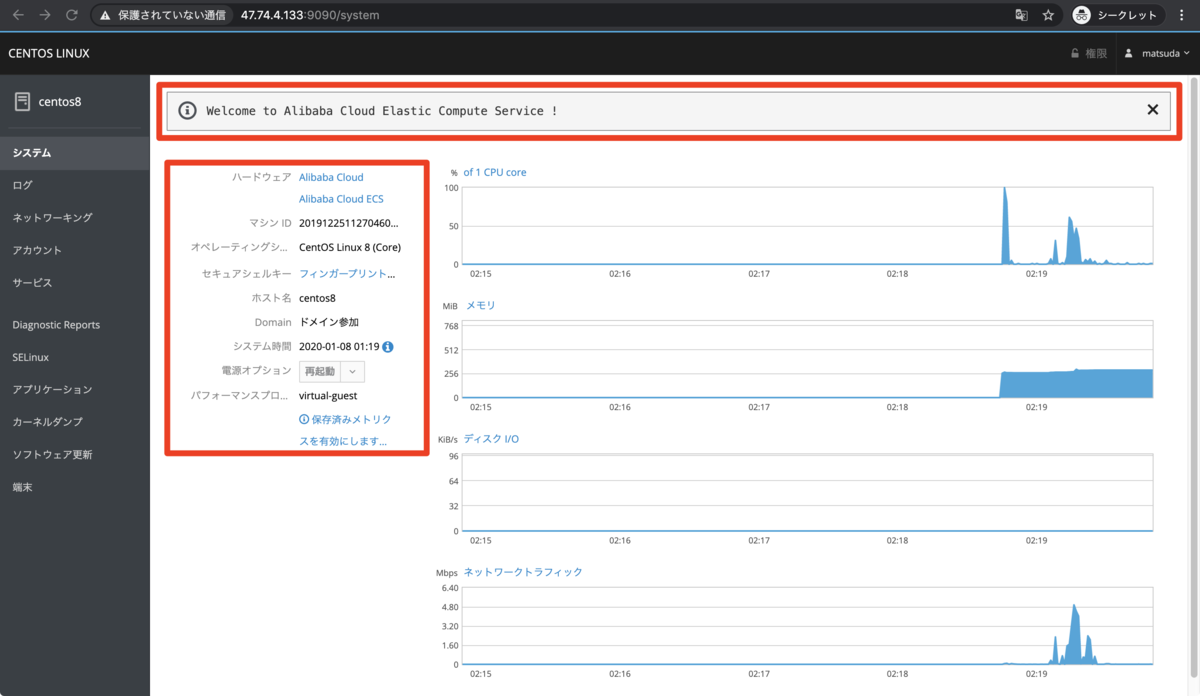 保護されていない通信 47.74.4.133:9090/system シークレット
CENTOS LINUX 権限 matsuda
centos8
システム
ログ
ネットワーキング
アカウント
サービス
Diagnostic Reports
SELinux
アプリケーション
カーネルダンプ
ソフトウェア更新
端末
Welcome to Alibaba Cloud Elastic Compute Service !
ハードウェア Alibaba Cloud
Alibaba Cloud ECS
マシン ID 2019122511270460...
オペレーティングシ... CentOS Linux 8 (Core)
セキュアシェルキー フィンガープリント...
ホスト名 centos8
Domain ドメイン参加
システム時間 2020-01-08 01:19
電源オプション 再起動
パフォーマンスプロ... virtual-guest
保存済みメトリク
スを有効にします...
% of 1 CPU core
100
50
0
02:15 02:16 02:17 02:18 02:19
MiB メモリ
768
512
256
0
02:15 02:16 02:17 02:18 02:19
KiB/s ディスク I/O
96
64
32
0
02:15 02:16 02:17 02:18 02:19
Mbps ネットワークトラフィック
6.40
4.80
3.20
1.60
0
02:15 02:16 02:17 02:18 02:19